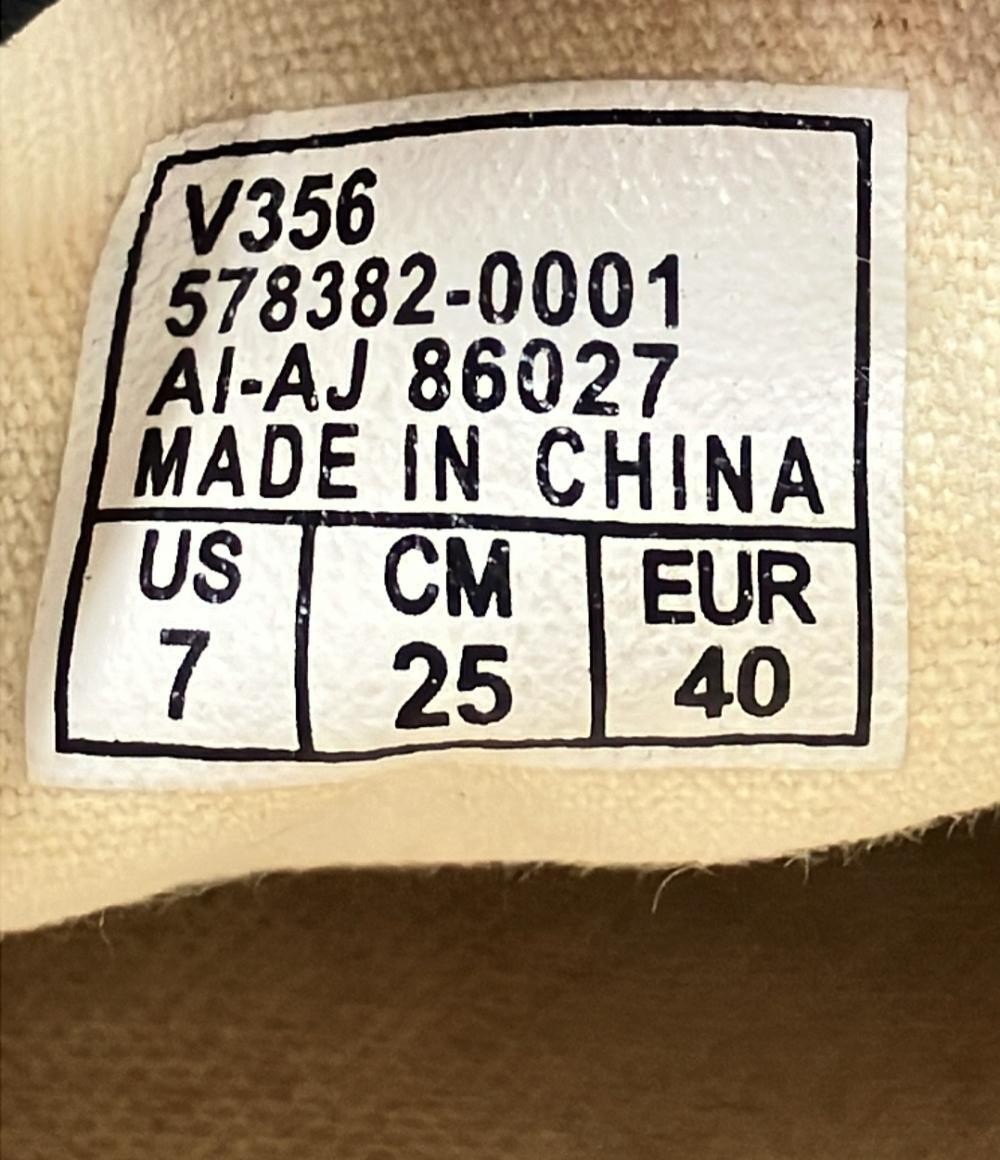 V356
578382-0001
AI-AJ 86027
MADE IN CHINA
US CM EUR
7 25 40